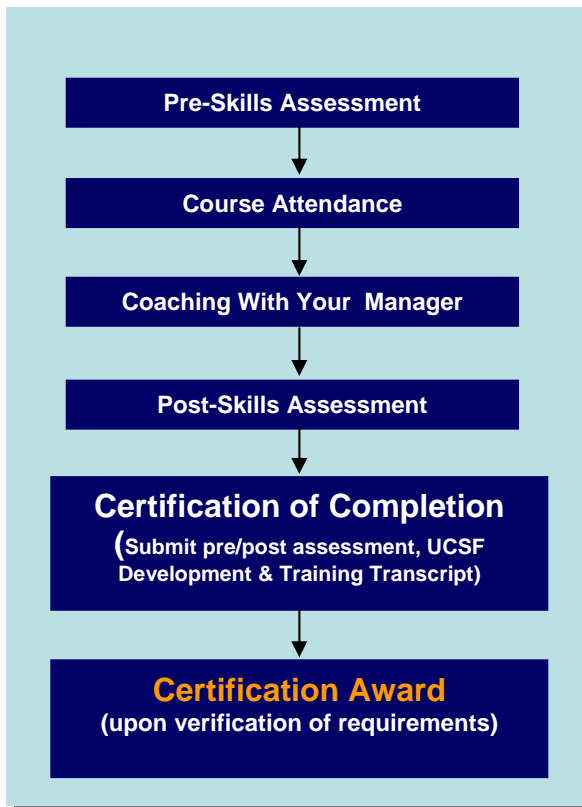 Pre-Skills Assessment
Course Attendance
Coaching With Your Manager
Post-Skills Assessment
Certification of Completion
(Submit pre/post assessment, UCSF
Development & Training Transcript)
Certification Award
(upon verification of requirements)